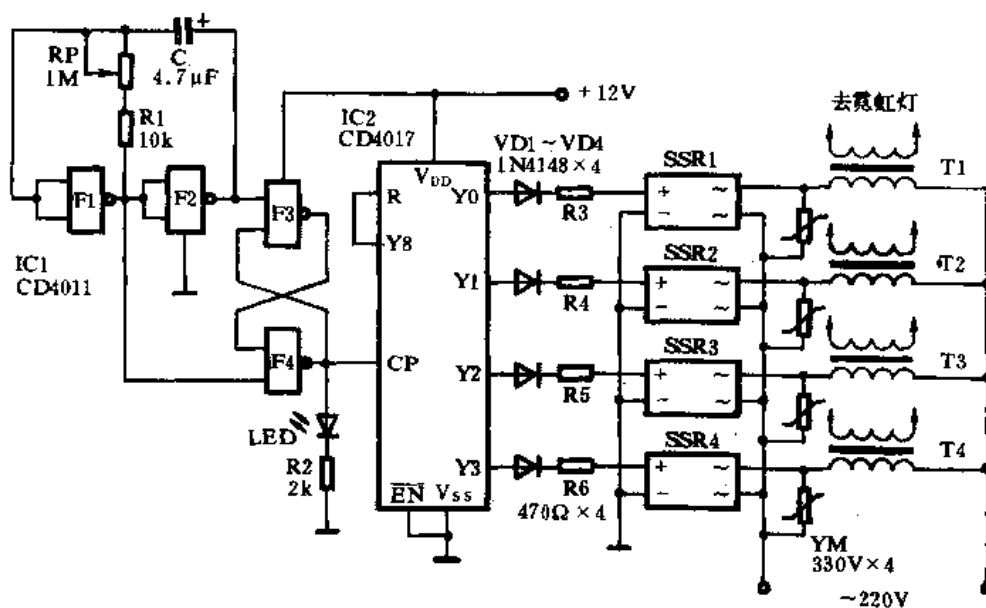 RP
1M
C
+
4.7μF
R1
10k
F1
F2
F3
F4
IC1
CD4011
IC2
CD4017
+12V
V_DD
R
Y8
Y0
Y1
Y2
Y3
CP
EN
Vss
LED
R2
2k
VD1~VD4
1N4148×4
R3
R4
R5
R6
470Ω×4
SSR1
+ ~
- ~
SSR2
+ ~
- ~
SSR3
+ ~
- ~
SSR4
+ ~
- ~
去霓虹灯
T1
T2
T3
T4
YM
330V×4
~220V